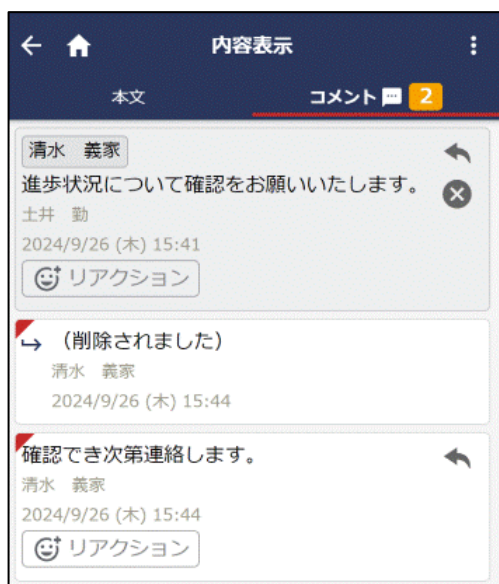 内容表示
本文
コメント 2
清水 義家
進歩状況について確認をお願いいたします。
土井 勤
2024/9/26 (木) 15:41
リアクション
（削除されました）
清水 義家
2024/9/26 (木) 15:44
確認でき次第連絡します。
清水 義家
2024/9/26 (木) 15:44
リアクション